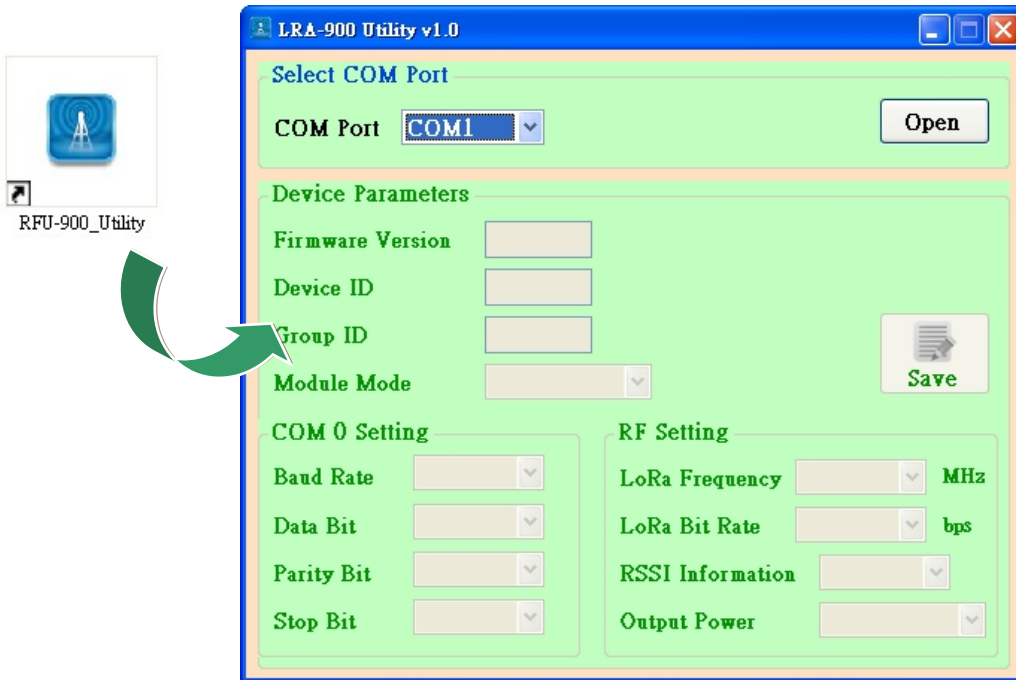 LRA-900 Utility v1.0
Select COM Port
COM Port COM1 Open
RFU-900_Utility
Device Parameters
Firmware Version
Device ID
Group ID
Module Mode
Save
COM 0 Setting
Baud Rate
Data Bit
Parity Bit
Stop Bit
RF Setting
LoRa Frequency MHz
LoRa Bit Rate bps
RSSI Information
Output Power